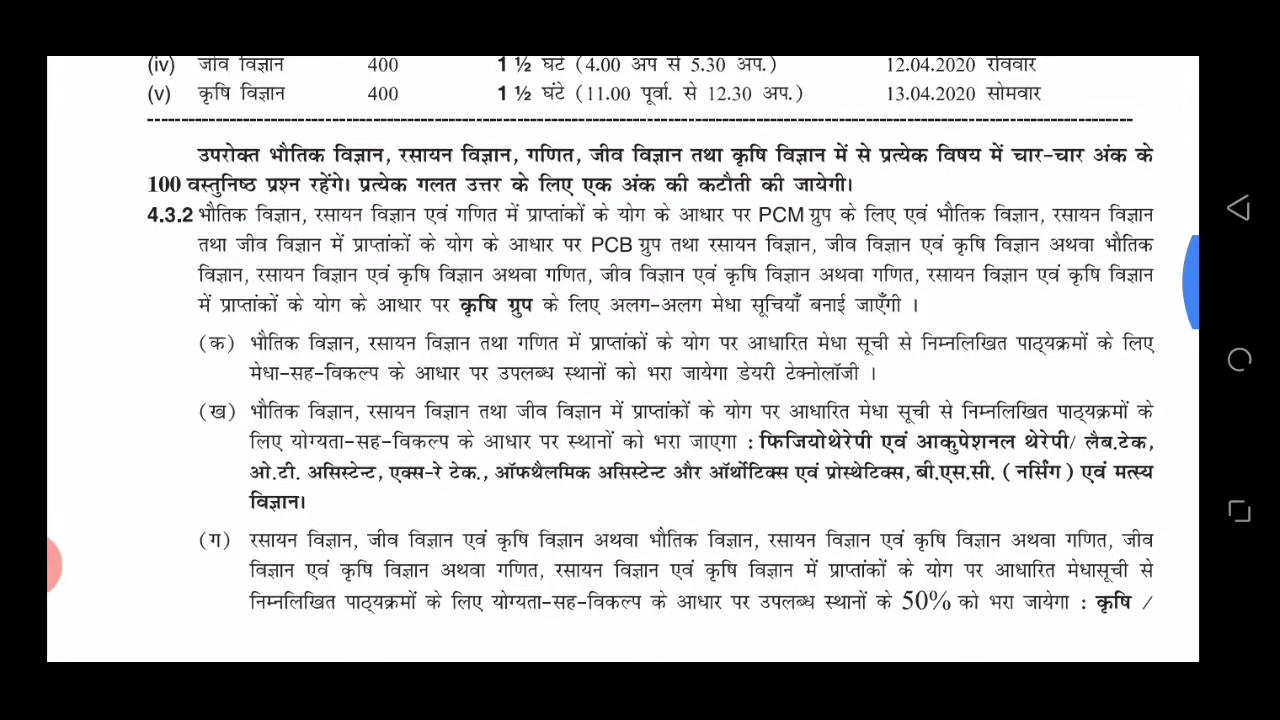 (iv) जीव विज्ञान 400 1 ½ घंटे (4.00 अप से 5.30 अप.) 12.04.2020 रविवार
(v) कृषि विज्ञान 400 1 ½ घंटे (11.00 पूर्वा. से 12.30 अप.) 13.04.2020 सोमवार
उपरोक्त भौतिक विज्ञान, रसायन विज्ञान, गणित, जीव विज्ञान तथा कृषि विज्ञान में से प्रत्येक विषय में चार-चार अंक के
100 वस्तुनिष्ठ प्रश्न रहेंगे। प्रत्येक गलत उत्तर के लिए एक अंक की कटौती की जायेगी।
4.3.2 भौतिक विज्ञान, रसायन विज्ञान एवं गणित में प्राप्तांकों के योग के आधार पर PCM ग्रुप के लिए एवं भौतिक विज्ञान, रसायन विज्ञान
तथा जीव विज्ञान में प्राप्तांकों के योग के आधार पर PCB ग्रुप तथा रसायन विज्ञान, जीव विज्ञान एवं कृषि विज्ञान अथवा भौतिक
विज्ञान, रसायन विज्ञान एवं कृषि विज्ञान अथवा गणित, जीव विज्ञान एवं कृषि विज्ञान अथवा गणित, रसायन विज्ञान एवं कृषि विज्ञान
में प्राप्तांकों के योग के आधार पर कृषि ग्रुप के लिए अलग-अलग मेधा सूचियाँ बनाई जाएँगी ।
(क) भौतिक विज्ञान, रसायन विज्ञान तथा गणित में प्राप्तांकों के योग पर आधारित मेधा सूची से निम्नलिखित पाठ्यक्रमों के लिए
मेधा-सह-विकल्प के आधार पर उपलब्ध स्थानों को भरा जायेगा डेयरी टेक्नोलॉजी ।
(ख) भौतिक विज्ञान, रसायन विज्ञान तथा जीव विज्ञान में प्राप्तांकों के योग पर आधारित मेधा सूची से निम्नलिखित पाठ्यक्रमों के
लिए योग्यता-सह-विकल्प के आधार पर स्थानों को भरा जाएगा : फिजियोथेरेपी एवं आकुपेशनल थेरेपी/ लैब.टेक,
ओ.टी. असिस्टेन्ट, एक्स-रे टेक., ऑफथैलमिक असिस्टेन्ट और ऑर्थोटिक्स एवं प्रोस्थेटिक्स, बी.एस.सी. ( नर्सिंग ) एवं मत्स्य
विज्ञान।
(ग) रसायन विज्ञान, जीव विज्ञान एवं कृषि विज्ञान अथवा भौतिक विज्ञान, रसायन विज्ञान एवं कृषि विज्ञान अथवा गणित, जीव
विज्ञान एवं कृषि विज्ञान अथवा गणित, रसायन विज्ञान एवं कृषि विज्ञान में प्राप्तांकों के योग पर आधारित मेधासूची से
निम्नलिखित पाठ्यक्रमों के लिए योग्यता-सह-विकल्प के आधार पर उपलब्ध स्थानों के 50% को भरा जायेगा : कृषि /